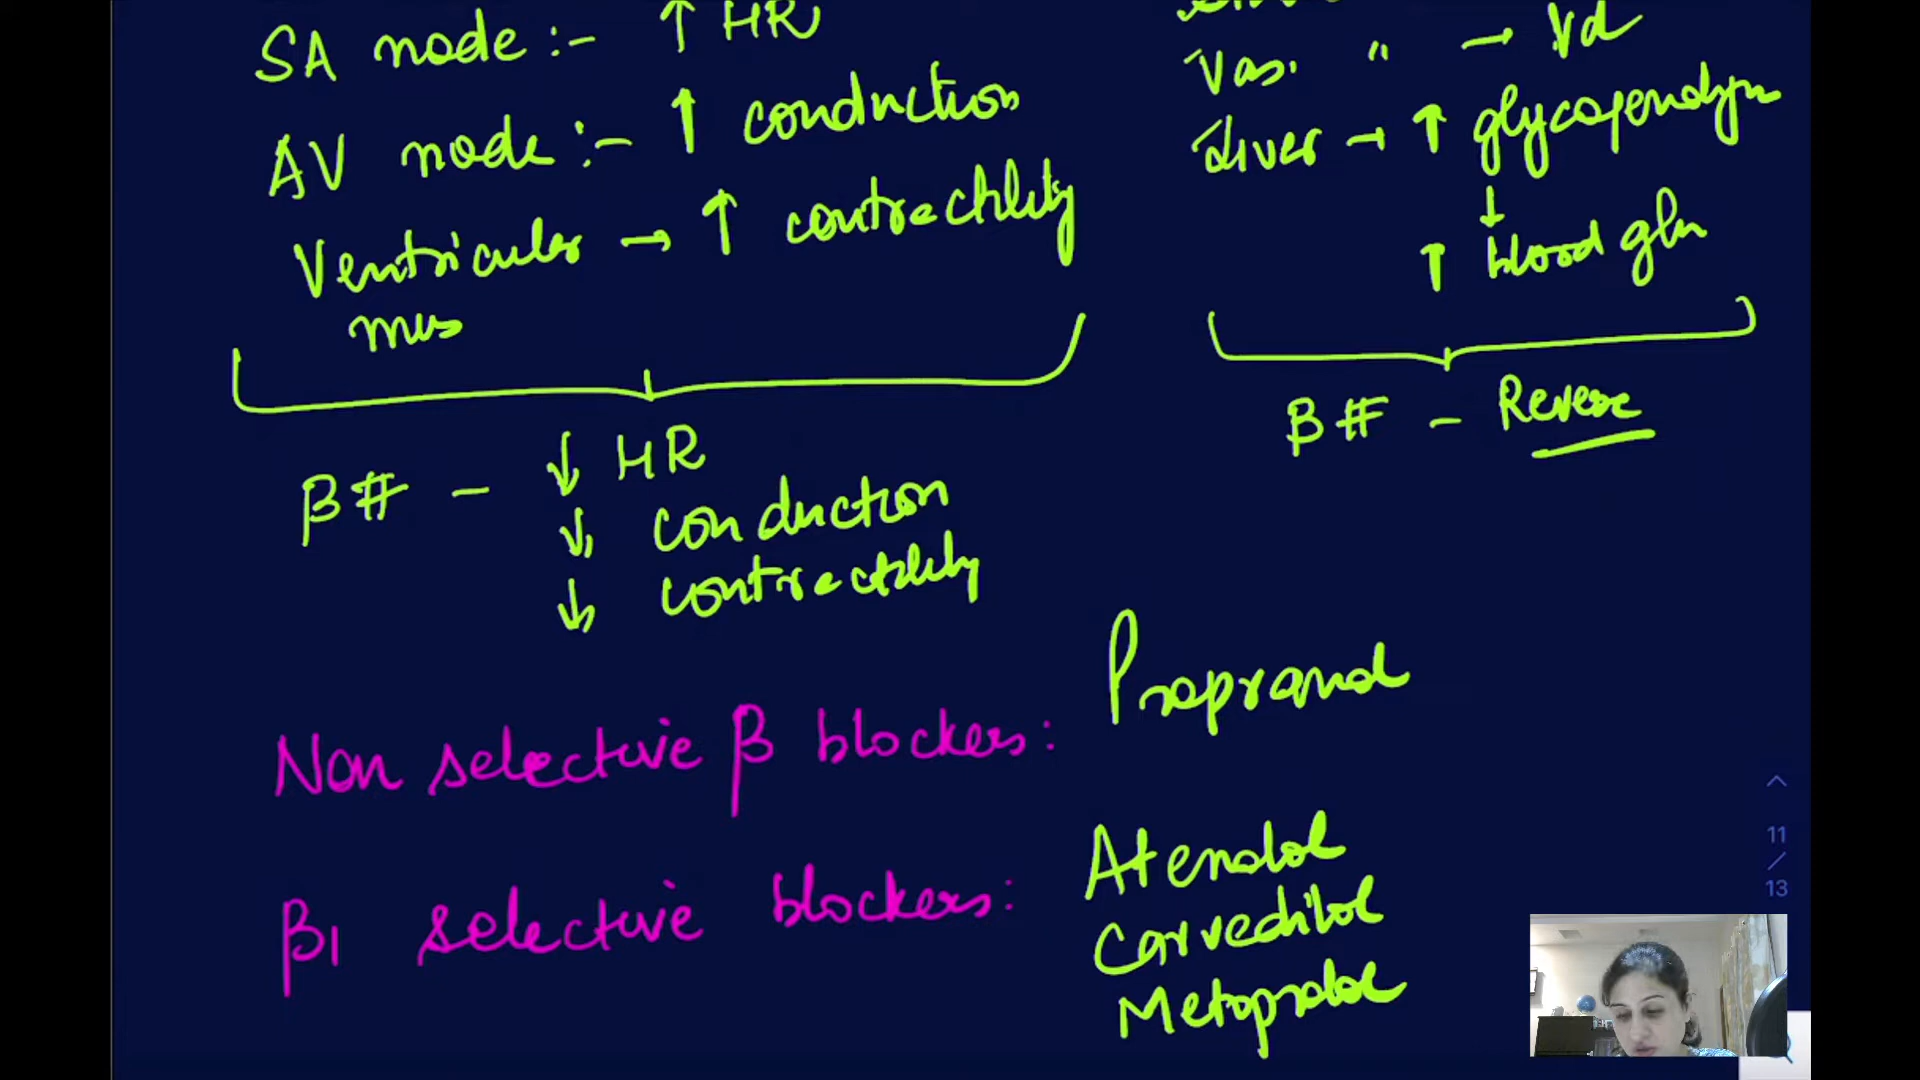 SA node :- ↑ HR
AV node :- ↑ conduction
Ventricular → ↑ contractility
mus
β # - ↓ HR
↓ conduction
↓ contractility
Vas. " → Vd
Liver → ↑
↓
↑ blood glu
β # - Reverse
Non selective β blockers: Propranol
β1 selective blockers: Atenolol
Carvedilol
Metoprolol
11
/
13